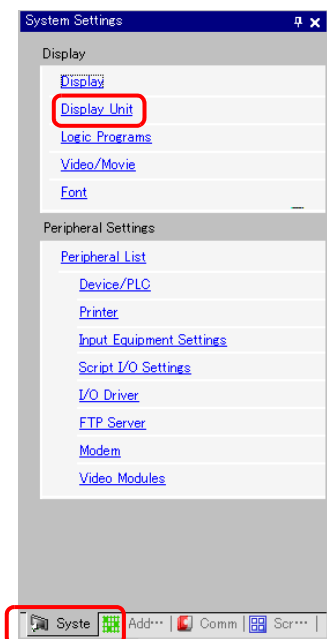 System Settings
Display
Display
Display Unit
Logic Programs
Video/Movie
Font
Peripheral Settings
Peripheral List
Device/PLC
Printer
Input Equipment Settings
Script I/O Settings
I/O Driver
FTP Server
Modem
Video Modules
Syste Add··· Comm Scr···